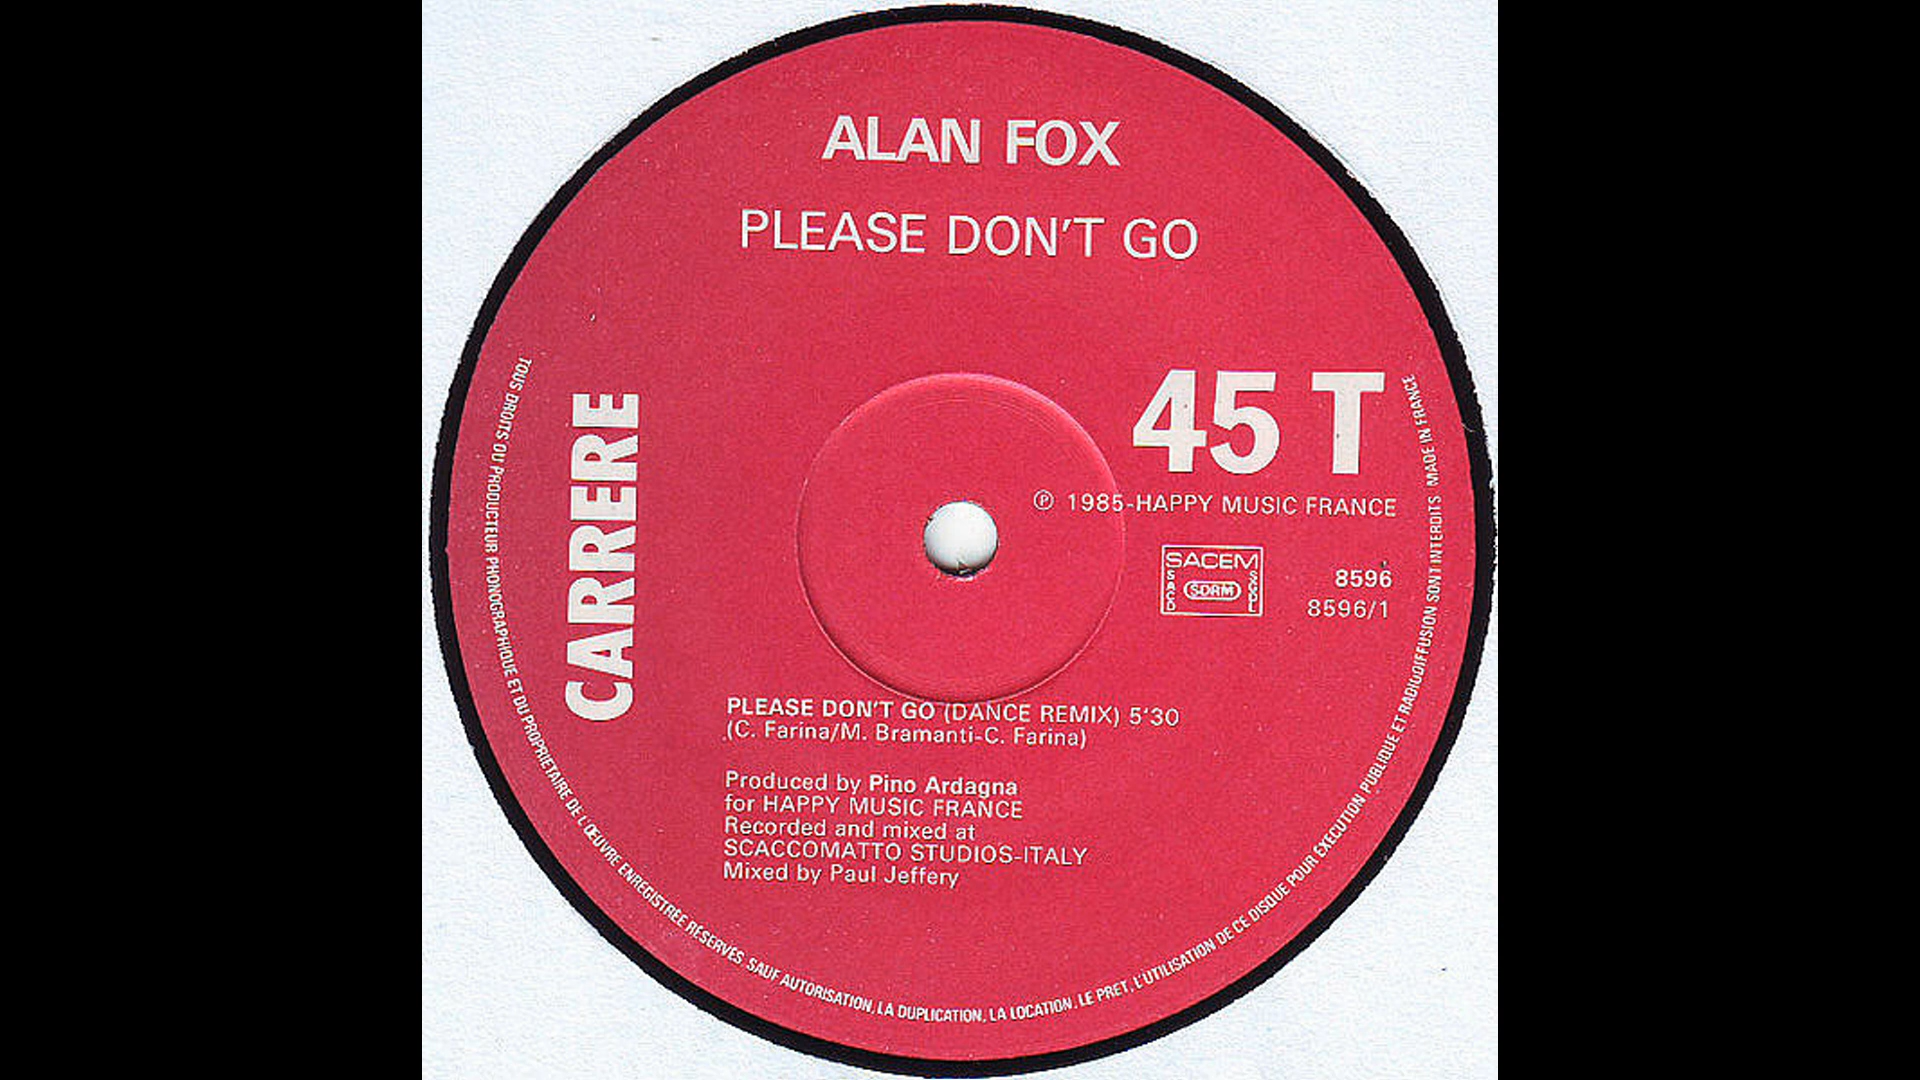 ALAN FOX
PLEASE DON'T GO
CARRERE
45 T
℗ 1985-HAPPY MUSIC FRANCE
SACEM
SACD
SDRM
SGDL
8596
8596/1
PLEASE DON'T GO (DANCE REMIX) 5'30
(C. Farina/M. Bramanti-C. Farina)
Produced by Pino Ardagna
for HAPPY MUSIC FRANCE
Recorded and mixed at
SCACCOMATTO STUDIOS-ITALY
Mixed by Paul Jeffery
TOUS DROITS DU PRODUCTEUR PHONOGRAPHIQUE ET DU PROPRIETAIRE DE L'ŒUVRE ENREGISTRÉE RÉSERVÉS. SAUF AUTORISATION, LA DUPLICATION, LA LOCATION, LE PRET, L'UTILISATION DE CE DISQUE POUR EXECUTION PUBLIQUE ET RADIODIFFUSION SONT INTERDITS MADE IN FRANCE